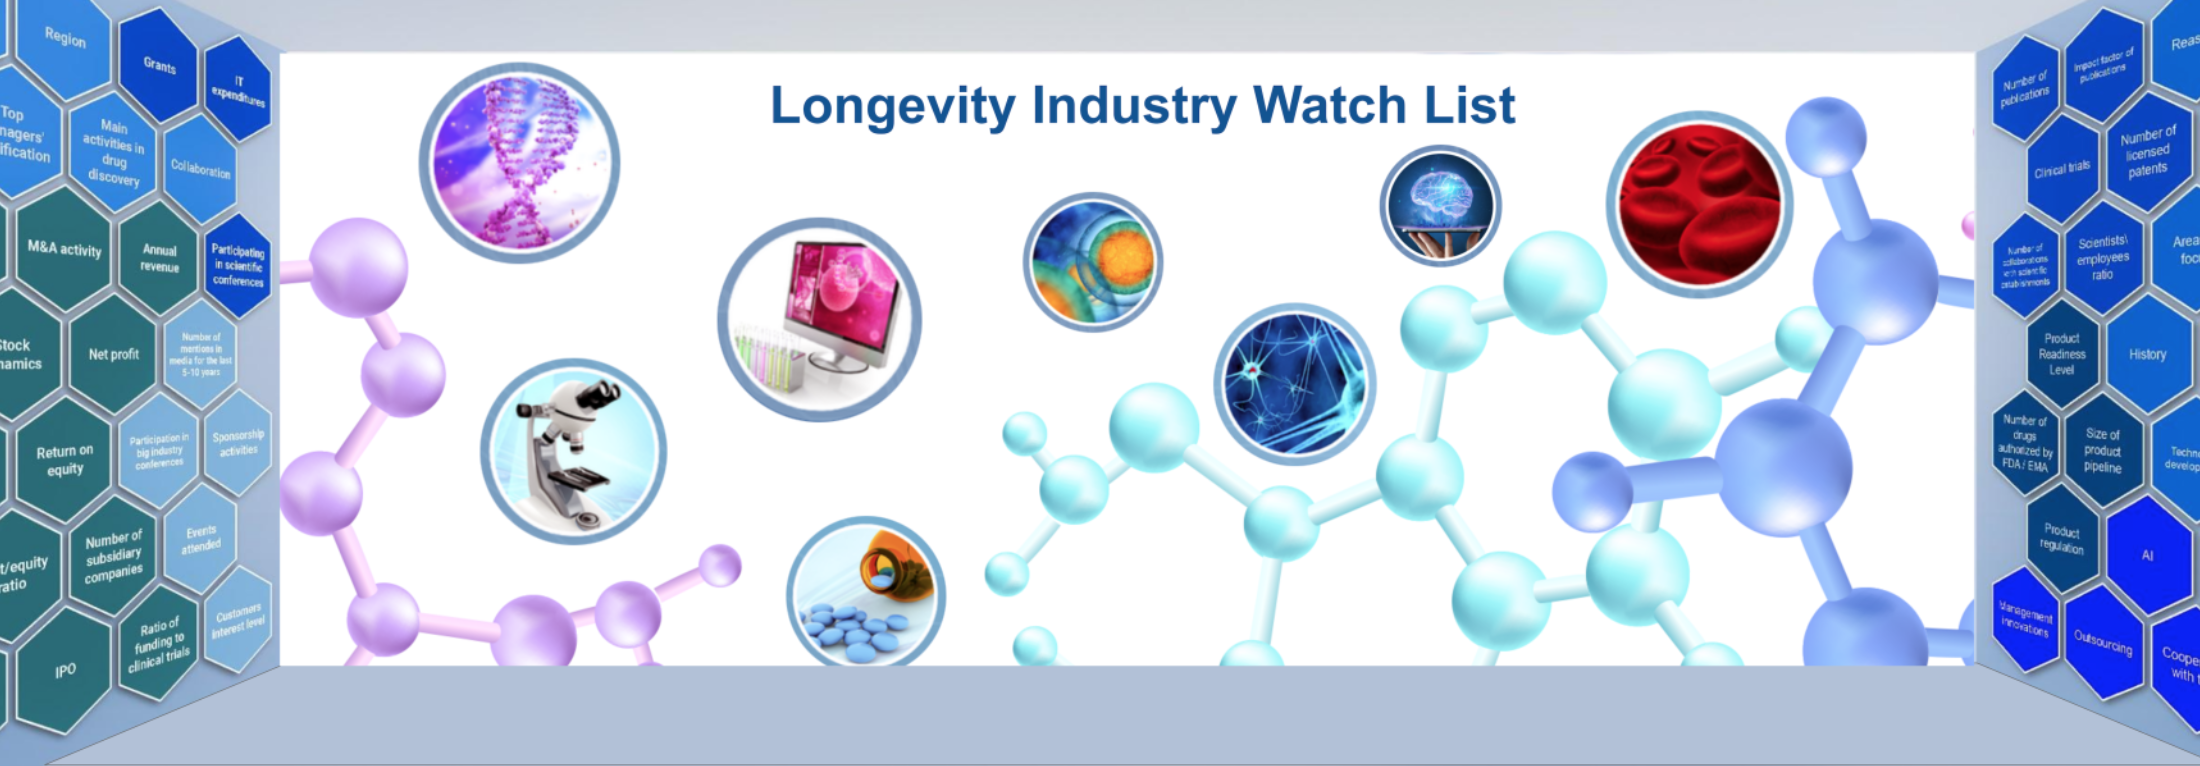 Longevity Industry Watch List
Region
Grants
IT
expenditures
Top
Main
activities in
drug
discovery
Collaboration
M&A activity
Annual
revenue
Participating
in scientific
conferences
Net profit
Number of
mentions in
media for the last
5-10 years
Return on
equity
Participation in
big industry
conferences
Sponsorship
activities
t/equity
ratio
Number of
subsidiary
companies
Events
attended
IPO
Ratio of
funding to
clinical trials
Customers
interest level
Number of
publications
Impact factor of
publications
Reas
Clinical trials
Number of
licensed
patents
Number of
collaborations
with scientific
establishments
Scientists\
employees
ratio
Area
foc
Product
Readiness
Level
History
Number of
drugs
authorized by
FDA / EMA
Size of
product
pipeline
Techn
develop
Product
regulation
AI
Management
innovations
Outsourcing
Coope
with